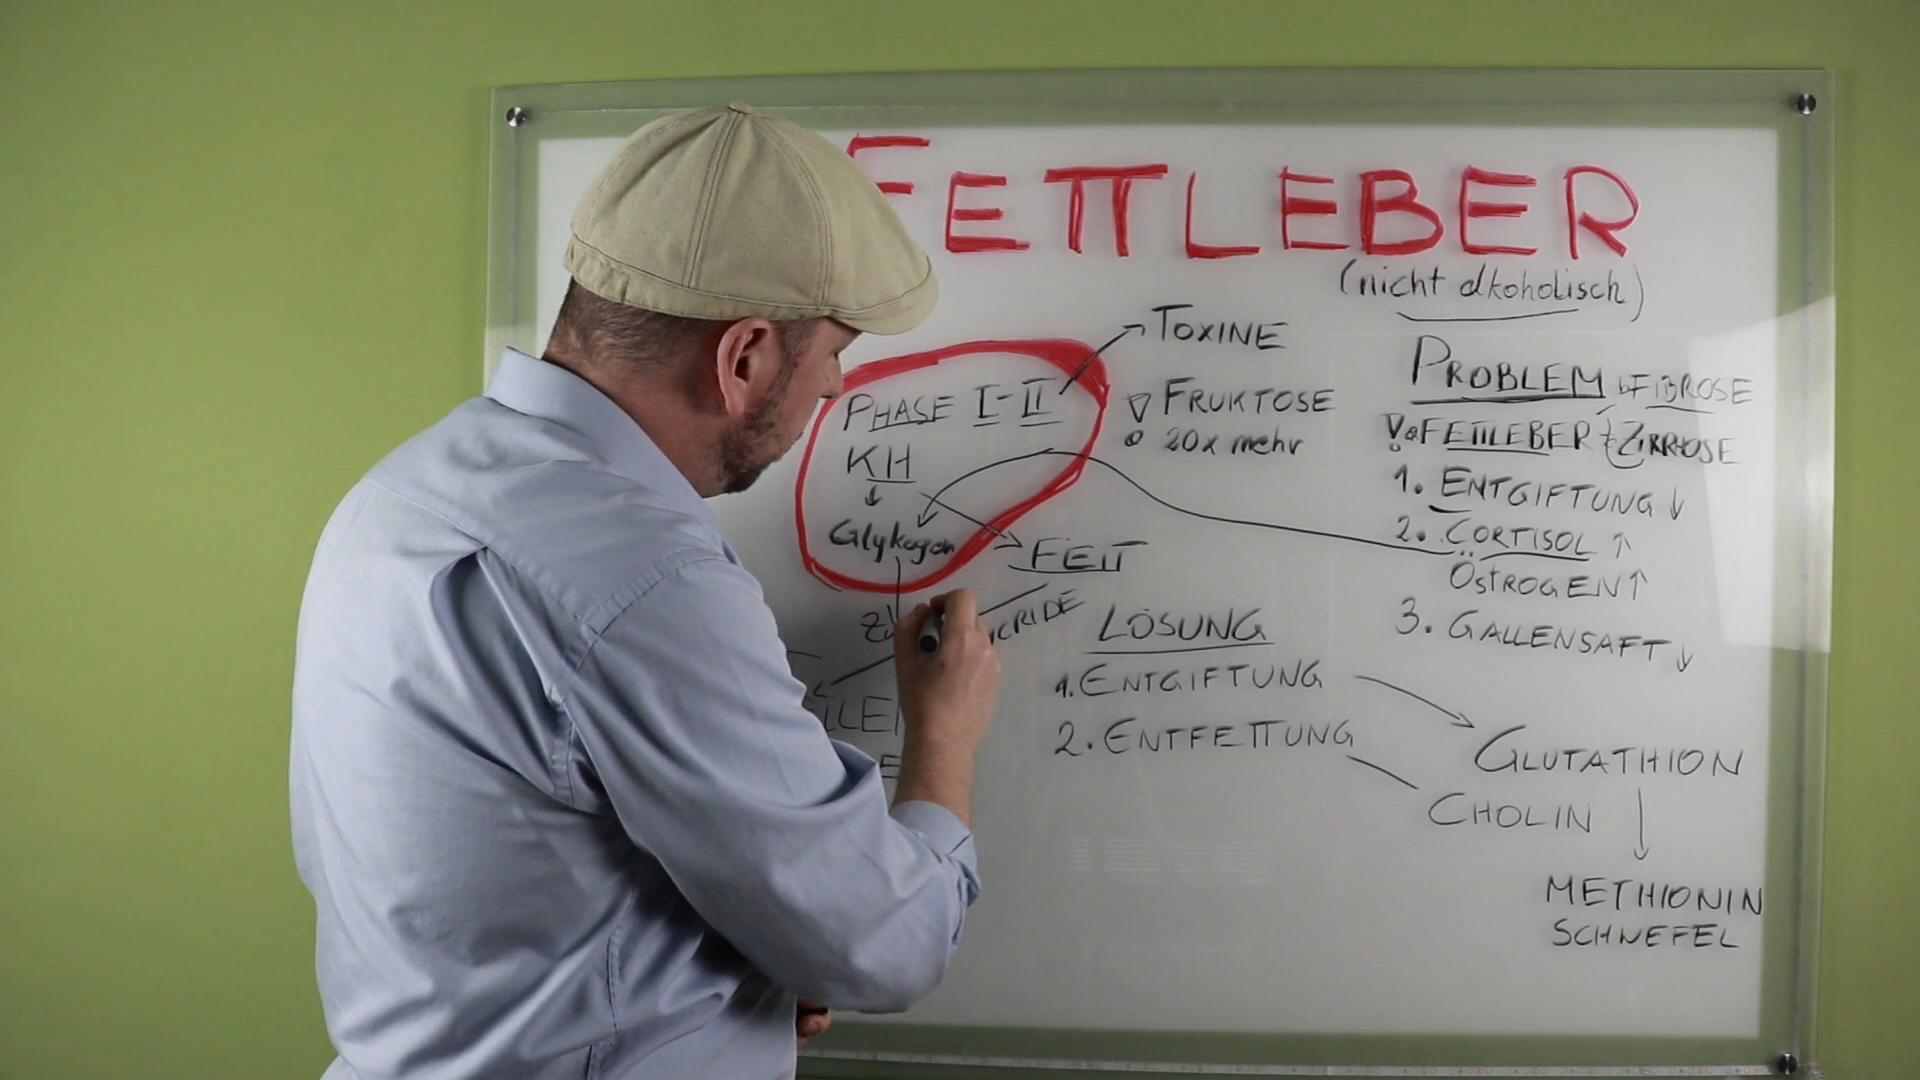 FETTLEBER
(nicht alkoholisch)
TOXINE
PHASE I-II
KH
Glykogen
FRUKTOSE
20x mehr
FETT
PROBLEM FIBROSE
FETTLEBER ZIRRHOSE
1. ENTGIFTUNG ↓
2. CORTISOL ↑
ÖSTROGEN ↑
3. GALLENSAFT ↓
LÖSUNG
1. ENTGIFTUNG
2. ENTFETTUNG
GLUTATHION
CHOLIN
METHIONIN
SCHWEFEL